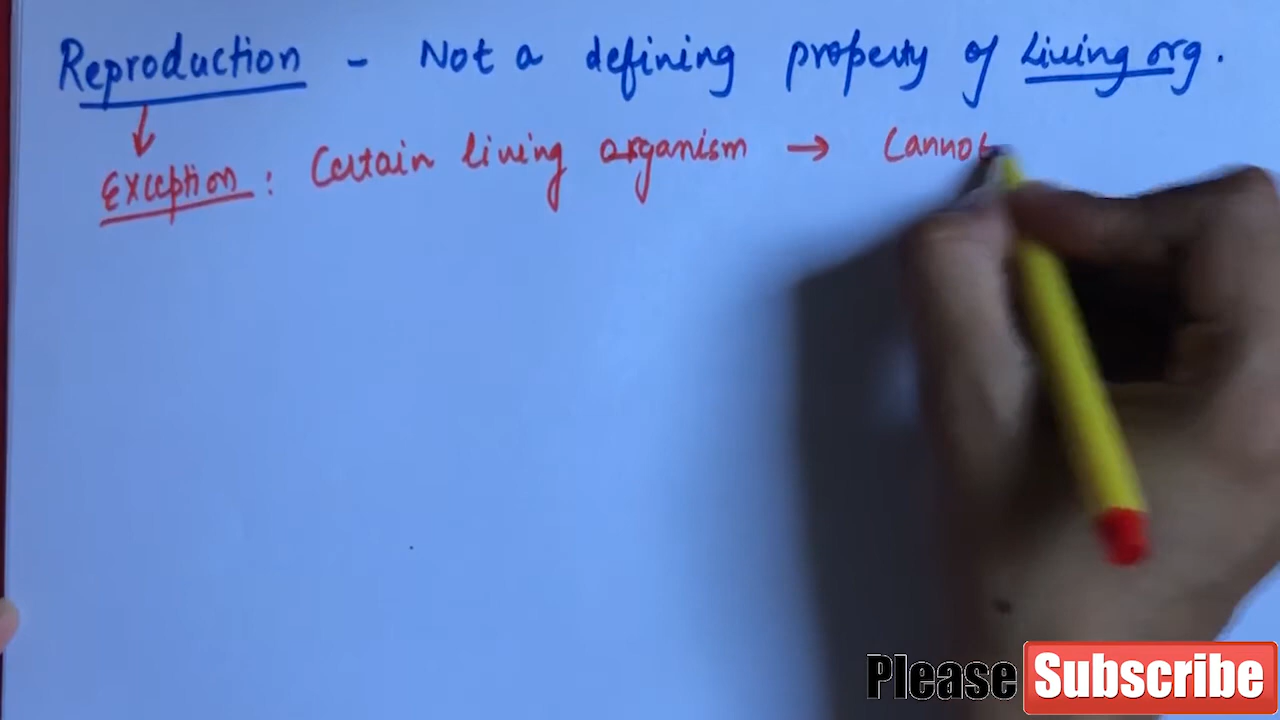 Reproduction - Not a defining property of Living org.
Exception : Certain living organism → Cannot
Please Subscribe